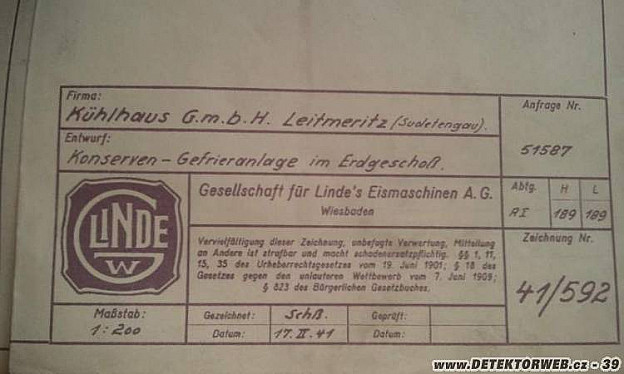 Firma:
Kühlhaus G.m.b.H. Leitmeritz (Sudetengau).
Anfrage Nr.
51587
Entwurf:
Konserven – Gefrieranlage im Erdgeschoß.
LINDE
G
W
Gesellschaft für Linde's Eismaschinen A.G.
Wiesbaden
Abtg. H L
AI 189 189
Vervielfältigung dieser Zeichnung, unbefugte Verwertung, Mitteilung
an Andere ist strafbar und macht schadenersatzpflichtig. §§ 1, 11,
15, 35 des Urheberrechtsgesetzes vom 19 Juni 1901; § 18 des
Gesetzes gegen den unlauteren Wettbewerb vom 7. Juni 1909;
§ 823 des Bürgerlichen Gesetzbuches.
Zeichnung Nr.
41/592
Maßstab:
1:200
Gezeichnet: Schß. Geprüft:
Datum: 17. II. 41 Datum:
www.DETEKTORWEB.cz - 39